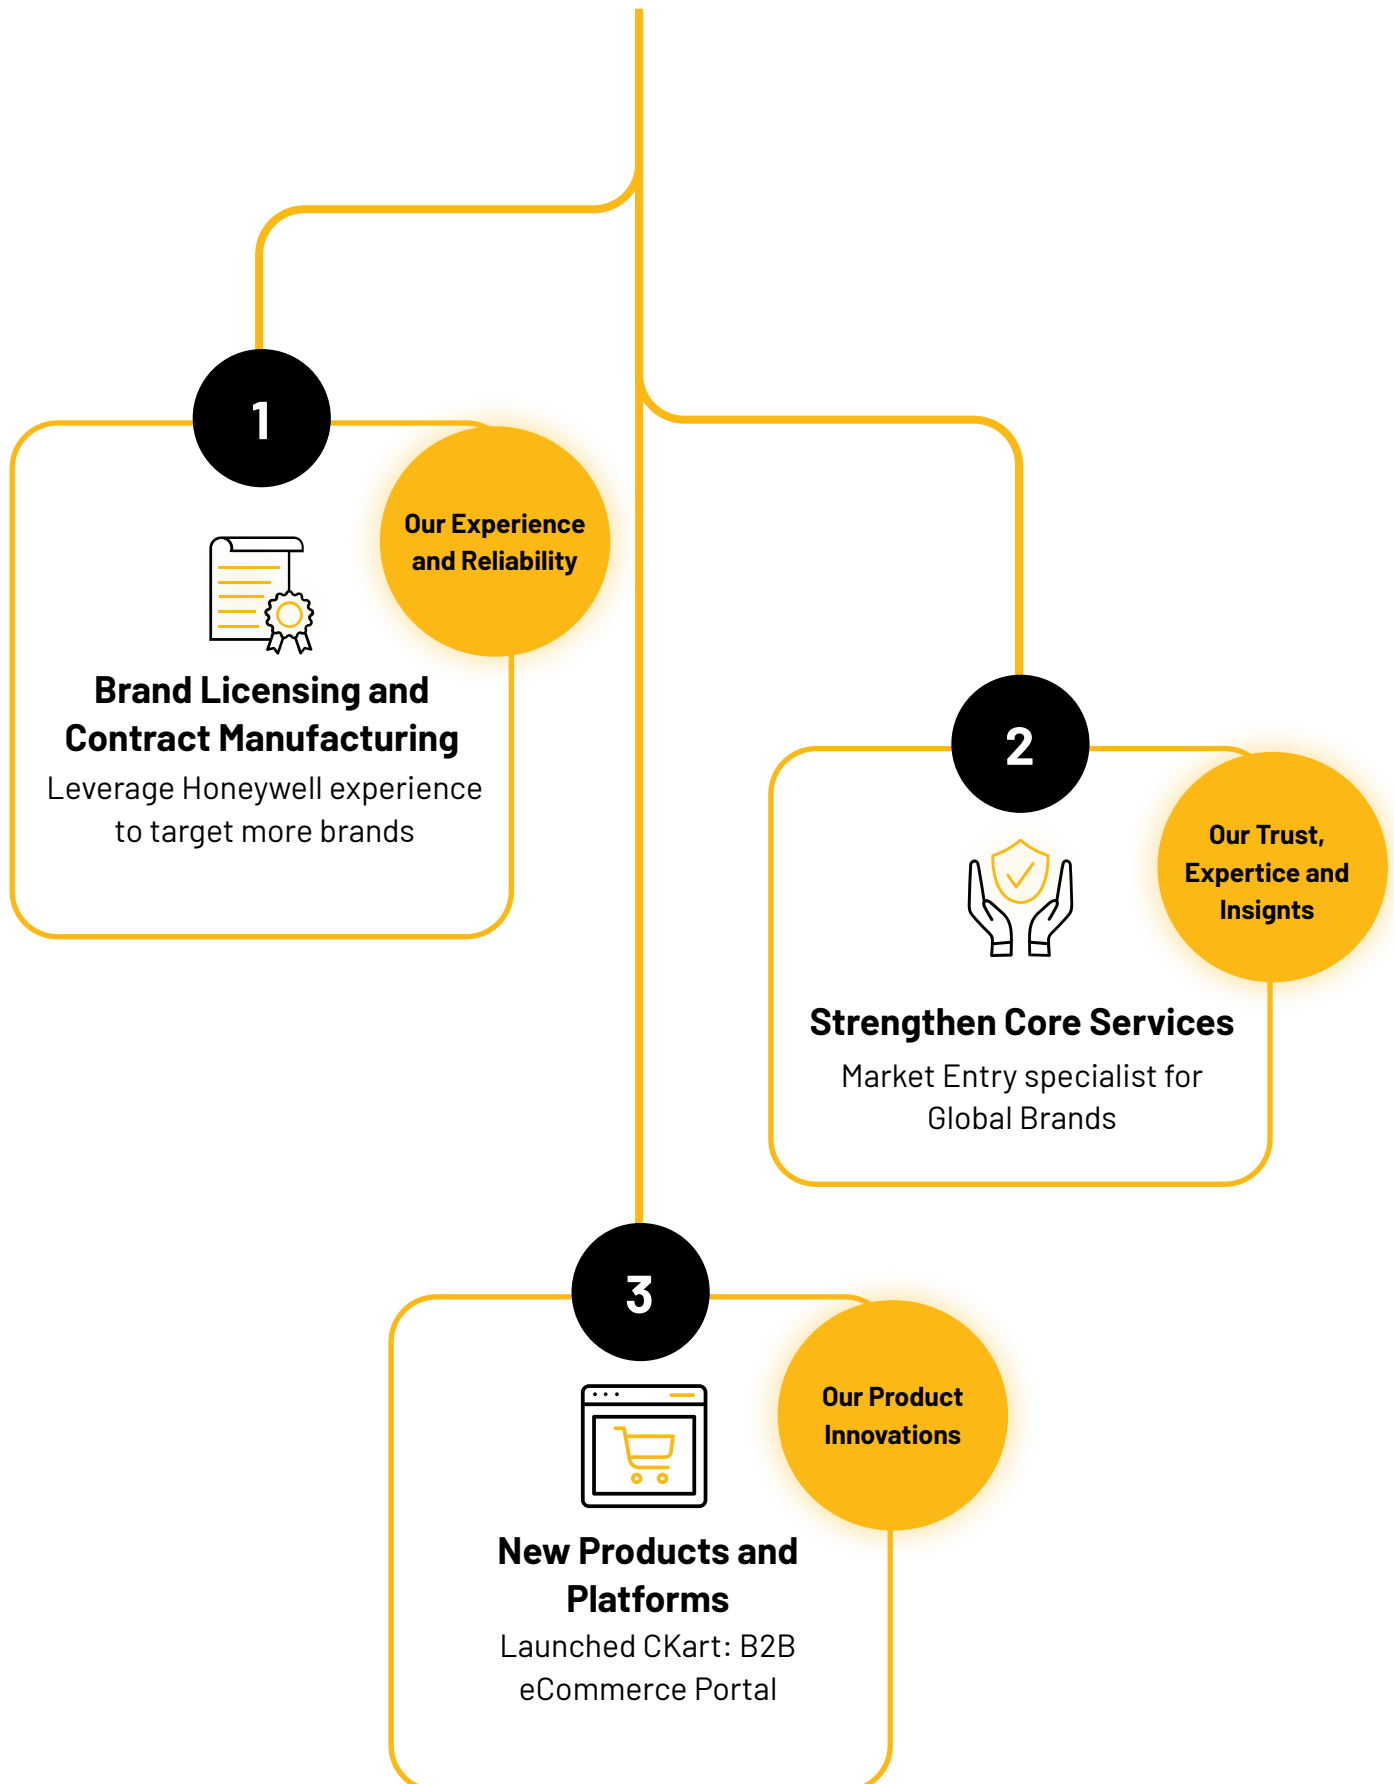 1
Our Experience
and Reliability
Brand Licensing and
Contract Manufacturing
Leverage Honeywell experience
to target more brands
2
Our Trust,
Expertice and
Insignts
Strengthen Core Services
Market Entry specialist for
Global Brands
3
Our Product
Innovations
New Products and
Platforms
Launched CKart: B2B
eCommerce Portal